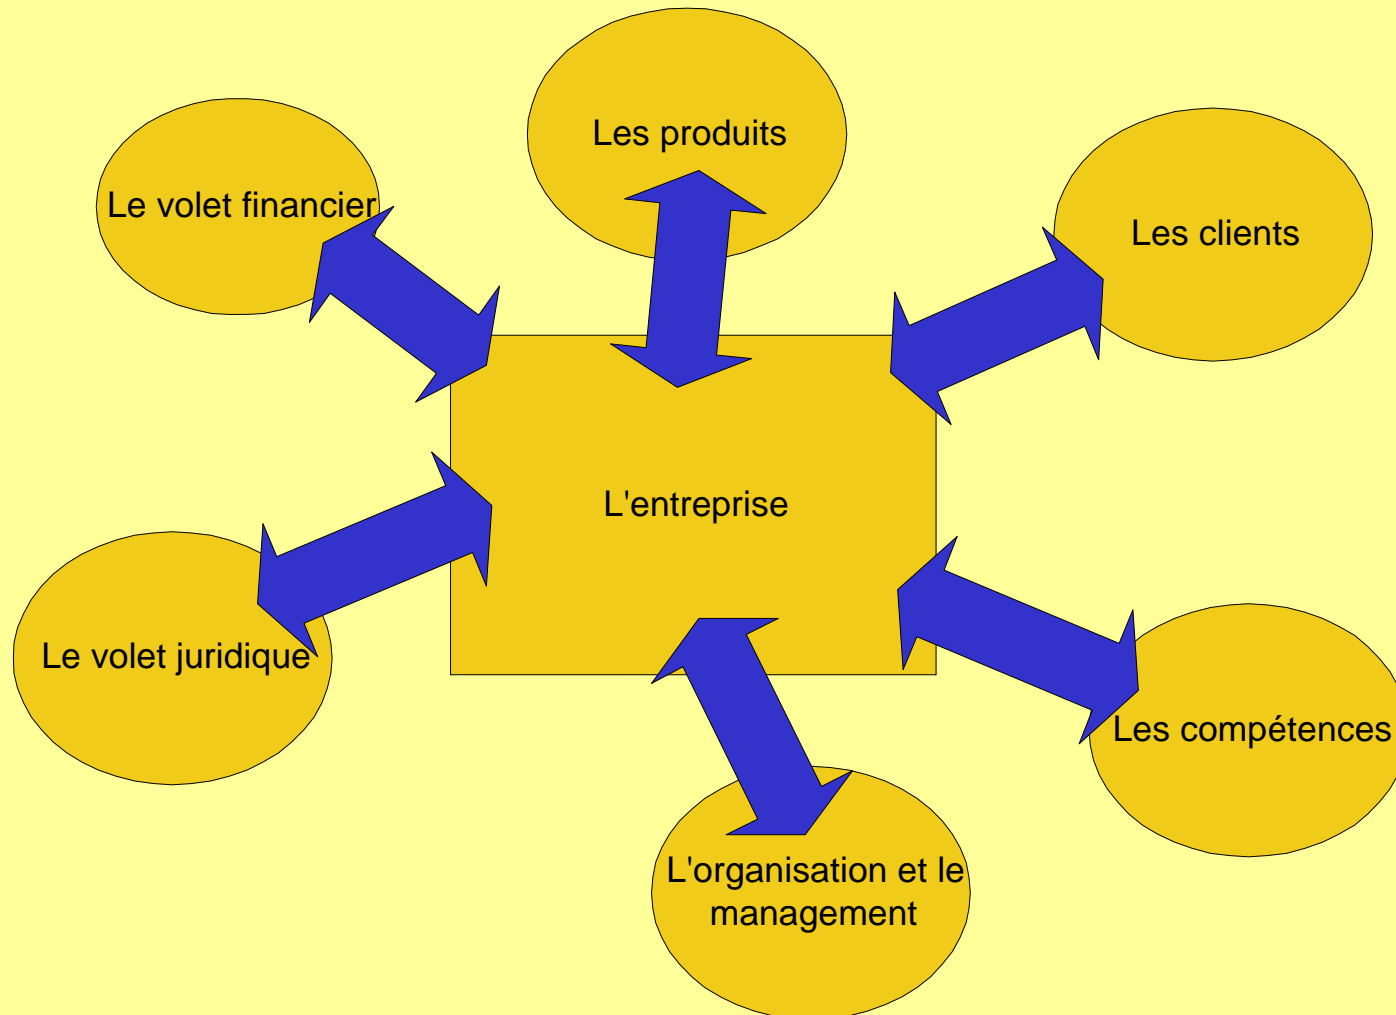 Les produits
Le volet financier
Les clients
L'entreprise
Le volet juridique
Les compétences
L'organisation et le
management